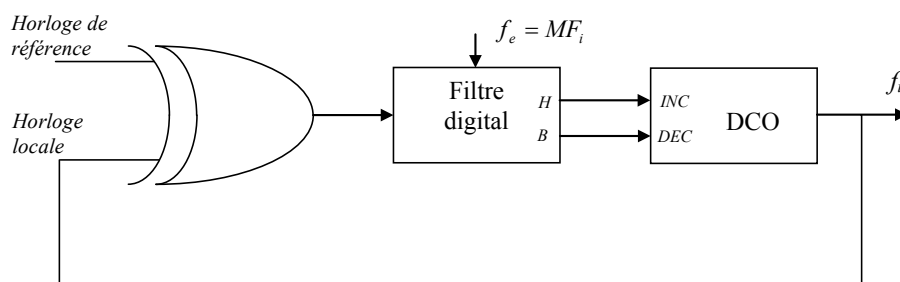 Horloge de
référence
Horloge
locale
f_e = MF_i
Filtre
digital
H
B
INC
DEC
DCO